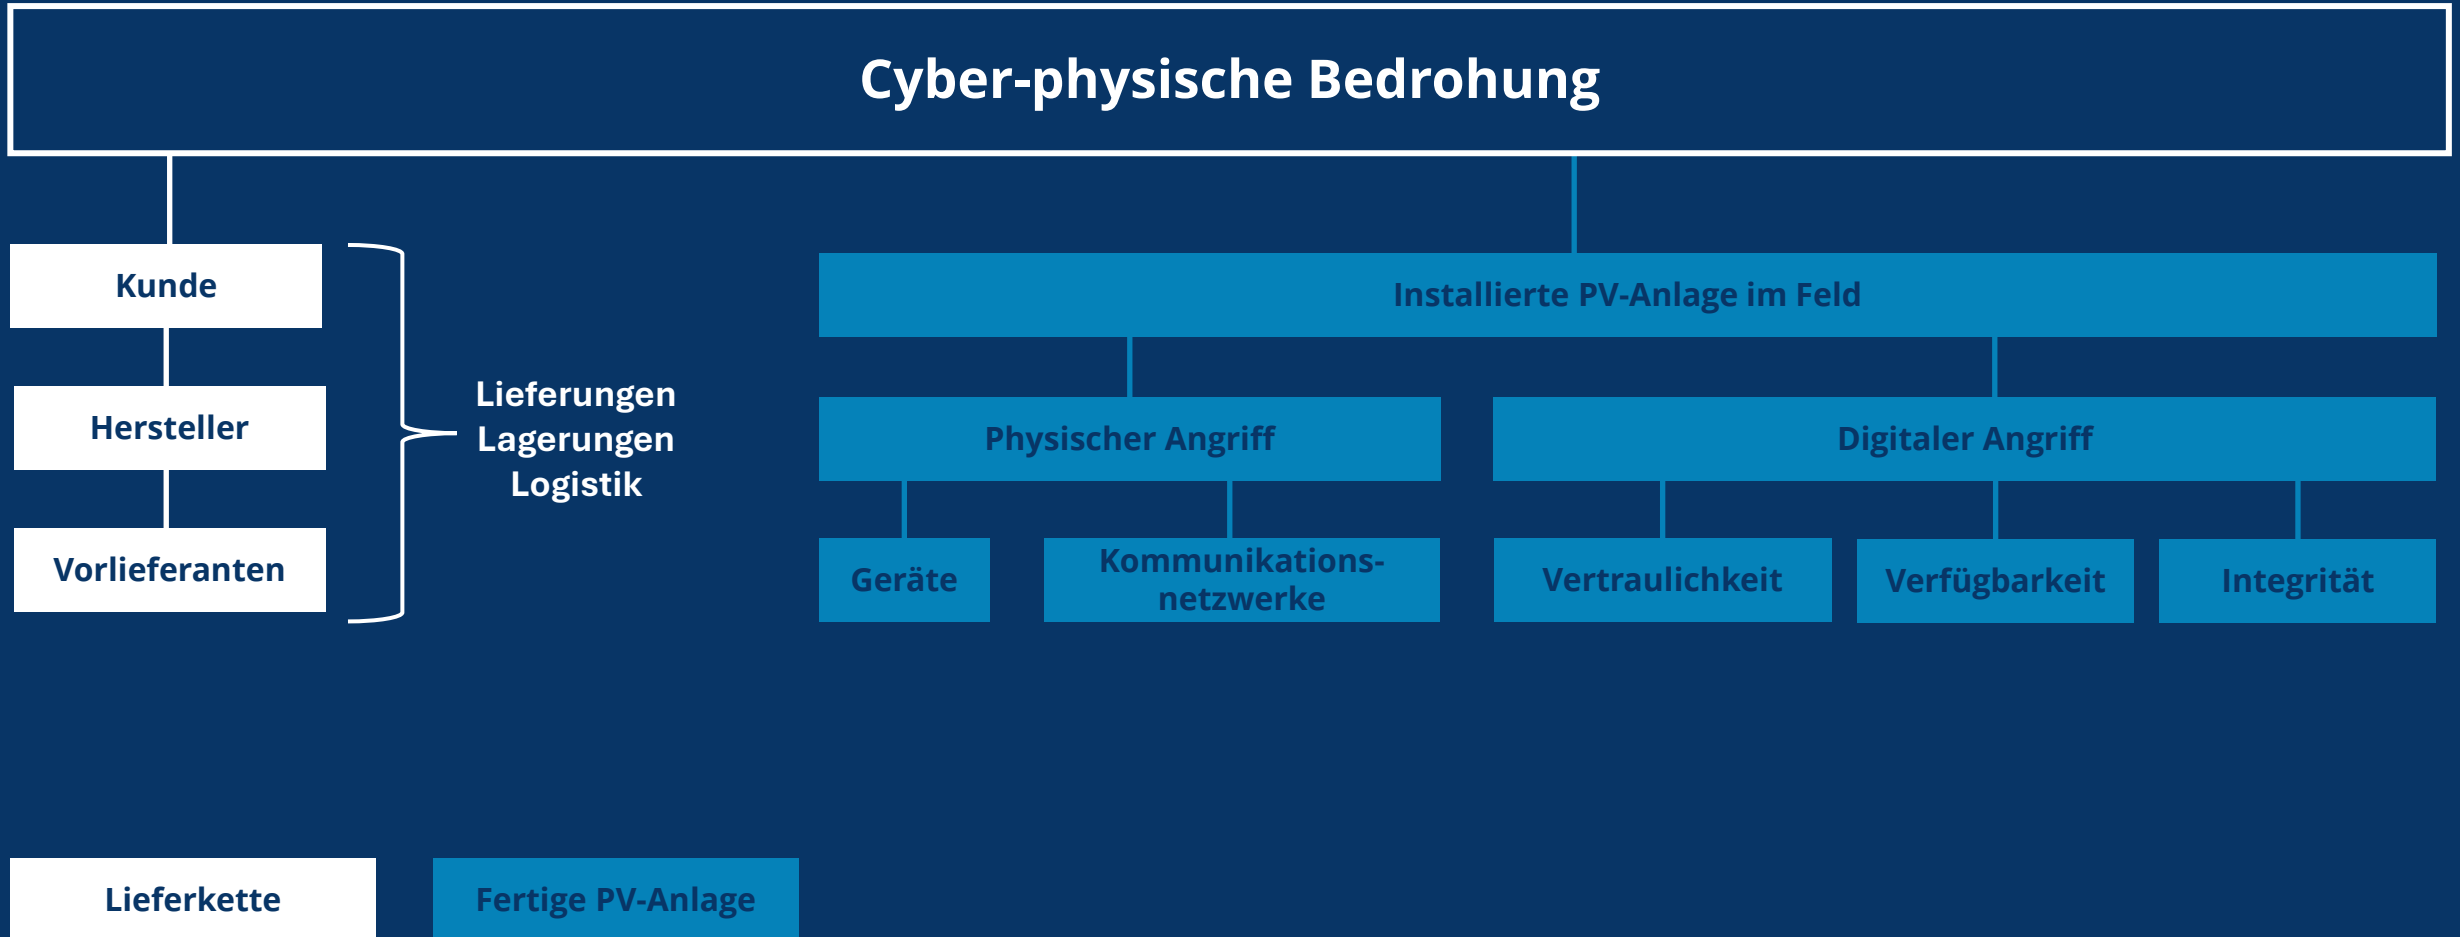 Cyber-physische Bedrohung
Kunde
Hersteller
Vorlieferanten
Lieferungen
Lagerungen
Logistik
Installierte PV-Anlage im Feld
Physischer Angriff
Digitaler Angriff
Geräte
Kommunikations-
netzwerke
Vertraulichkeit
Verfügbarkeit
Integrität
Lieferkette
Fertige PV-Anlage